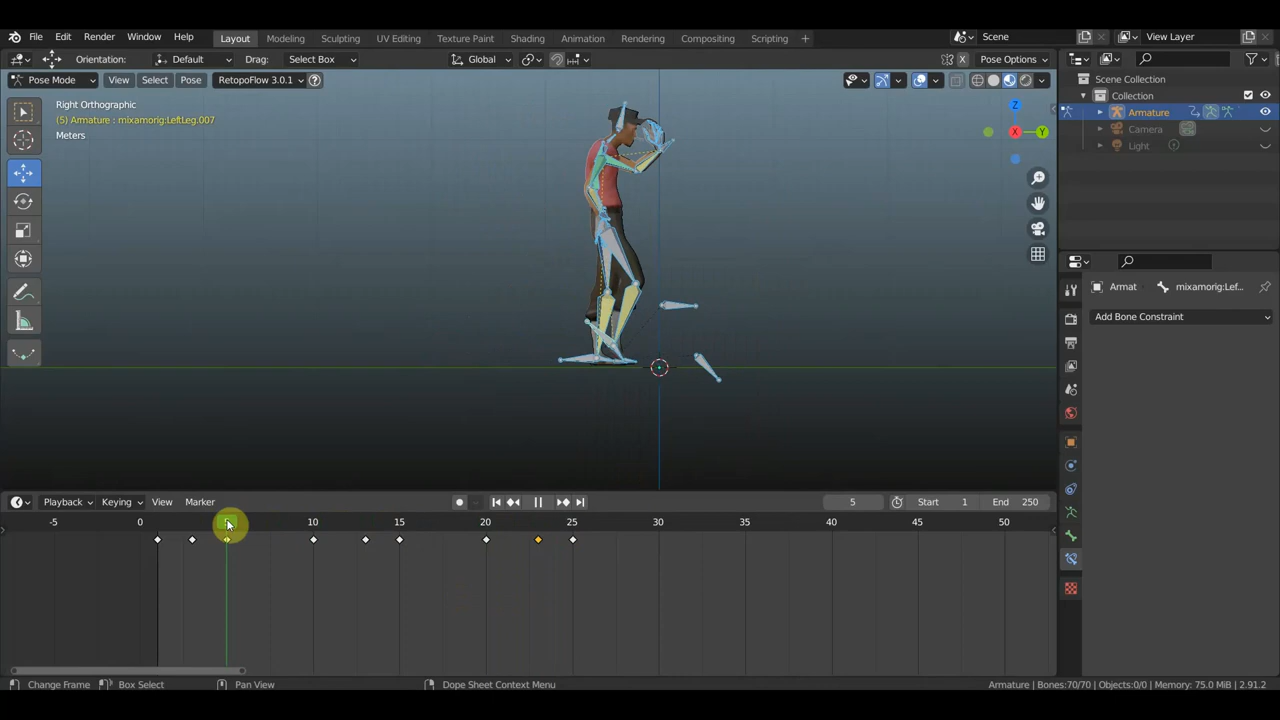 File Edit Render Window Help Layout Modeling Sculpting UV Editing Texture Paint Shading Animation Rendering Compositing Scripting + Scene View Layer
Orientation: Default Drag: Select Box Global X Pose Options
Pose Mode View Select Pose RetopoFlow 3.0.1 ?
Scene Collection
Collection
Armature
Camera
Light
Right Orthographic
(5) Armature : mixamorig:LeftLeg.007
Meters
Z
X
Y
Armat mixamorig:Lef...
Add Bone Constraint
Playback Keying View Marker 5 Start 1 End 250
-5 0 5 10 15 20 25 30 35 40 45 50
Change Frame Box Select Pan View Dope Sheet Context Menu Armature | Bones:70/70 | Objects:0/0 | Memory: 75.0 MiB | 2.91.2